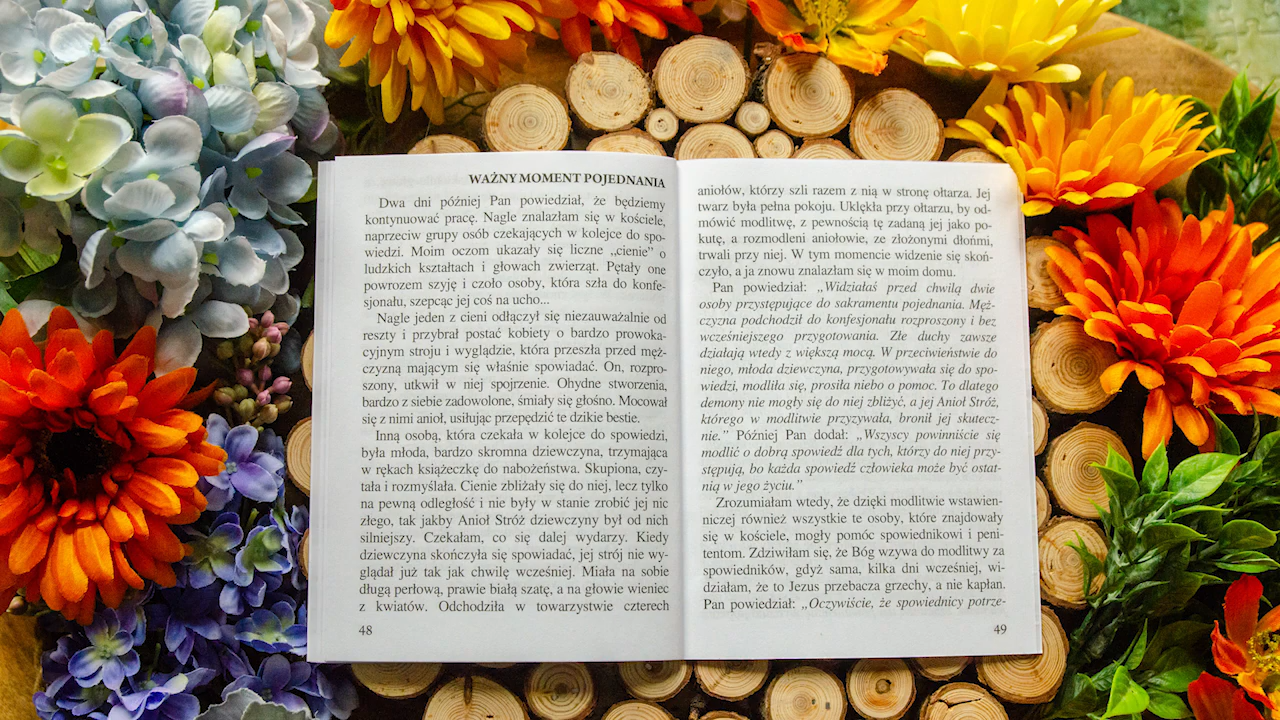 WAŻNY MOMENT POJEDNANIA
Dwa dni później Pan powiedział, że będziemy
kontynuować pracę. Nagle znalazłam się w kościele,
naprzeciw grupy osób czekających w kolejce do spo-
wiedzi. Moim oczom ukazały się liczne „cienie” o
ludzkich kształtach i głowach zwierząt. Pętały one
powrozem szyję i czoło osoby, która szła do konfe-
sjonału, szepcąc jej coś na ucho...
Nagle jeden z cieni odłączył się niezauważalnie od
reszty i przybrał postać kobiety o bardzo prowoka-
cyjnym stroju i wyglądzie, która przeszła przed męż-
czyzną mającym się właśnie spowiadać. On, rozpro-
szony, utkwił w niej spojrzenie. Ohydne stworzenia,
bardzo z siebie zadowolone, śmiały się głośno. Mocował
się z nimi anioł, usiłując przepędzić te dzikie bestie.
Inną osobą, która czekała w kolejce do spowiedzi,
była młoda, bardzo skromna dziewczyna, trzymająca
w rękach książeczkę do nabożeństwa. Skupiona, czy-
tała i rozmyślała. Cienie zbliżały się do niej, lecz tylko
na pewną odległość i nie były w stanie zrobić jej nic
złego, tak jakby Anioł Stróż dziewczyny był od nich
silniejszy. Czekałam, co się dalej wydarzy. Kiedy
dziewczyna skończyła się spowiadać, jej strój nie wy-
glądał już tak jak chwilę wcześniej. Miała na sobie
długą perłową, prawie białą szatę, a na głowie wieniec
z kwiatów. Odchodziła w towarzystwie czterech
48
aniołów, którzy szli razem z nią w stronę ołtarza. Jej
twarz była pełna pokoju. Uklękła przy ołtarzu, by od-
mówić modlitwę, z pewnością tę zadaną jej jako po-
kutę, a rozmodleni aniołowie, ze złożonymi dłońmi,
trwali przy niej. W tym momencie widzenie się skoń-
czyło, a ja znowu znalazłam się w moim domu.
Pan powiedział: „Widziałaś przed chwilą dwie
osoby przystępujące do sakramentu pojednania. Męż-
czyzna podchodził do konfesjonału rozproszony i bez
wcześniejszego przygotowania. Złe duchy zawsze
działają wtedy z większą mocą. W przeciwieństwie do
niego, młoda dziewczyna, przygotowywała się do spo-
wiedzi, modliła się, prosiła niebo o pomoc. To dlatego
demony nie mogły się do niej zbliżyć, a jej Anioł Stróż,
którego w modlitwie przyzywała, bronił jej skutecz-
nie.” Później Pan dodał: „Wszyscy powinniście się
modlić o dobrą spowiedź dla tych, którzy do niej przy-
stępują, bo każda spowiedź człowieka może być ostat-
nią w jego życiu.”
Zrozumiałam wtedy, że dzięki modlitwie wstawien-
niczej również wszystkie te osoby, które znajdowały
się w kościele, mogły pomóc spowiednikowi i peni-
tentom. Zdziwiłam się, że Bóg wzywa do modlitwy za
spowiedników, gdyż sama, kilka dni wcześniej, wi-
działam, że to Jezus przebacza grzechy, a nie kapłan.
Pan powiedział: „Oczywiście, że spowiednicy potrze-
49